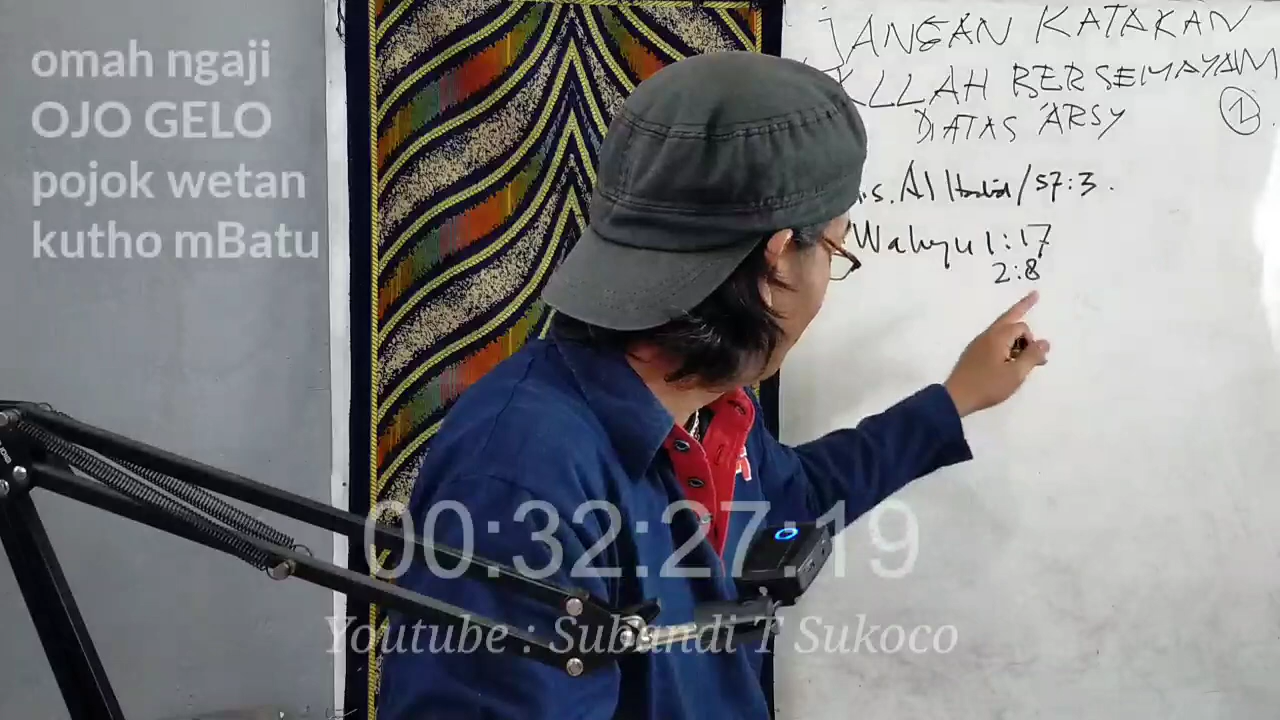 omah ngaji
OJO GELO
pojok wetan
kutho mBatu
JANGAN KATAKAN
ALLAH BERSEMAYAM
DIATAS 'ARSY
1
.s. Al Hadid/57:3.
Wahyu 1:17
2:8
00:32:27:19
Youtube : Subandi T Sukoco